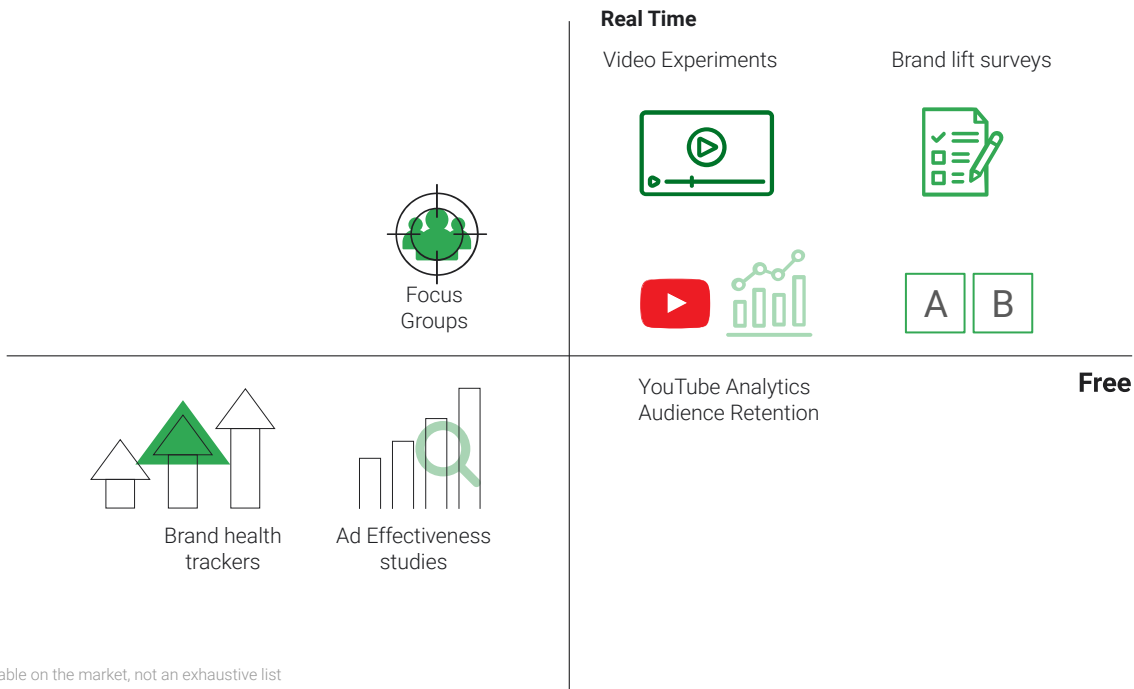 Real Time
Video Experiments
Brand lift surveys
Focus
Groups
A B
YouTube Analytics
Audience Retention
Free
Brand health
trackers
Ad Effectiveness
studies
on the market, not an exhaustive list